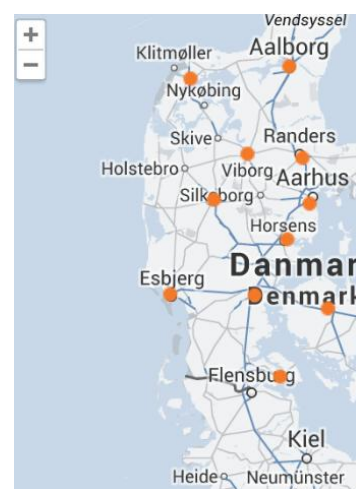 +
−
Vendsyssel
Klitmøller
Aalborg
Nykøbing
Skive
Randers
Holstebro
Viborg
Aarhus
Silkeborg
Horsens
Danmar
Esbjerg
Denmark
Flensburg
Kiel
Heide
Neumünster